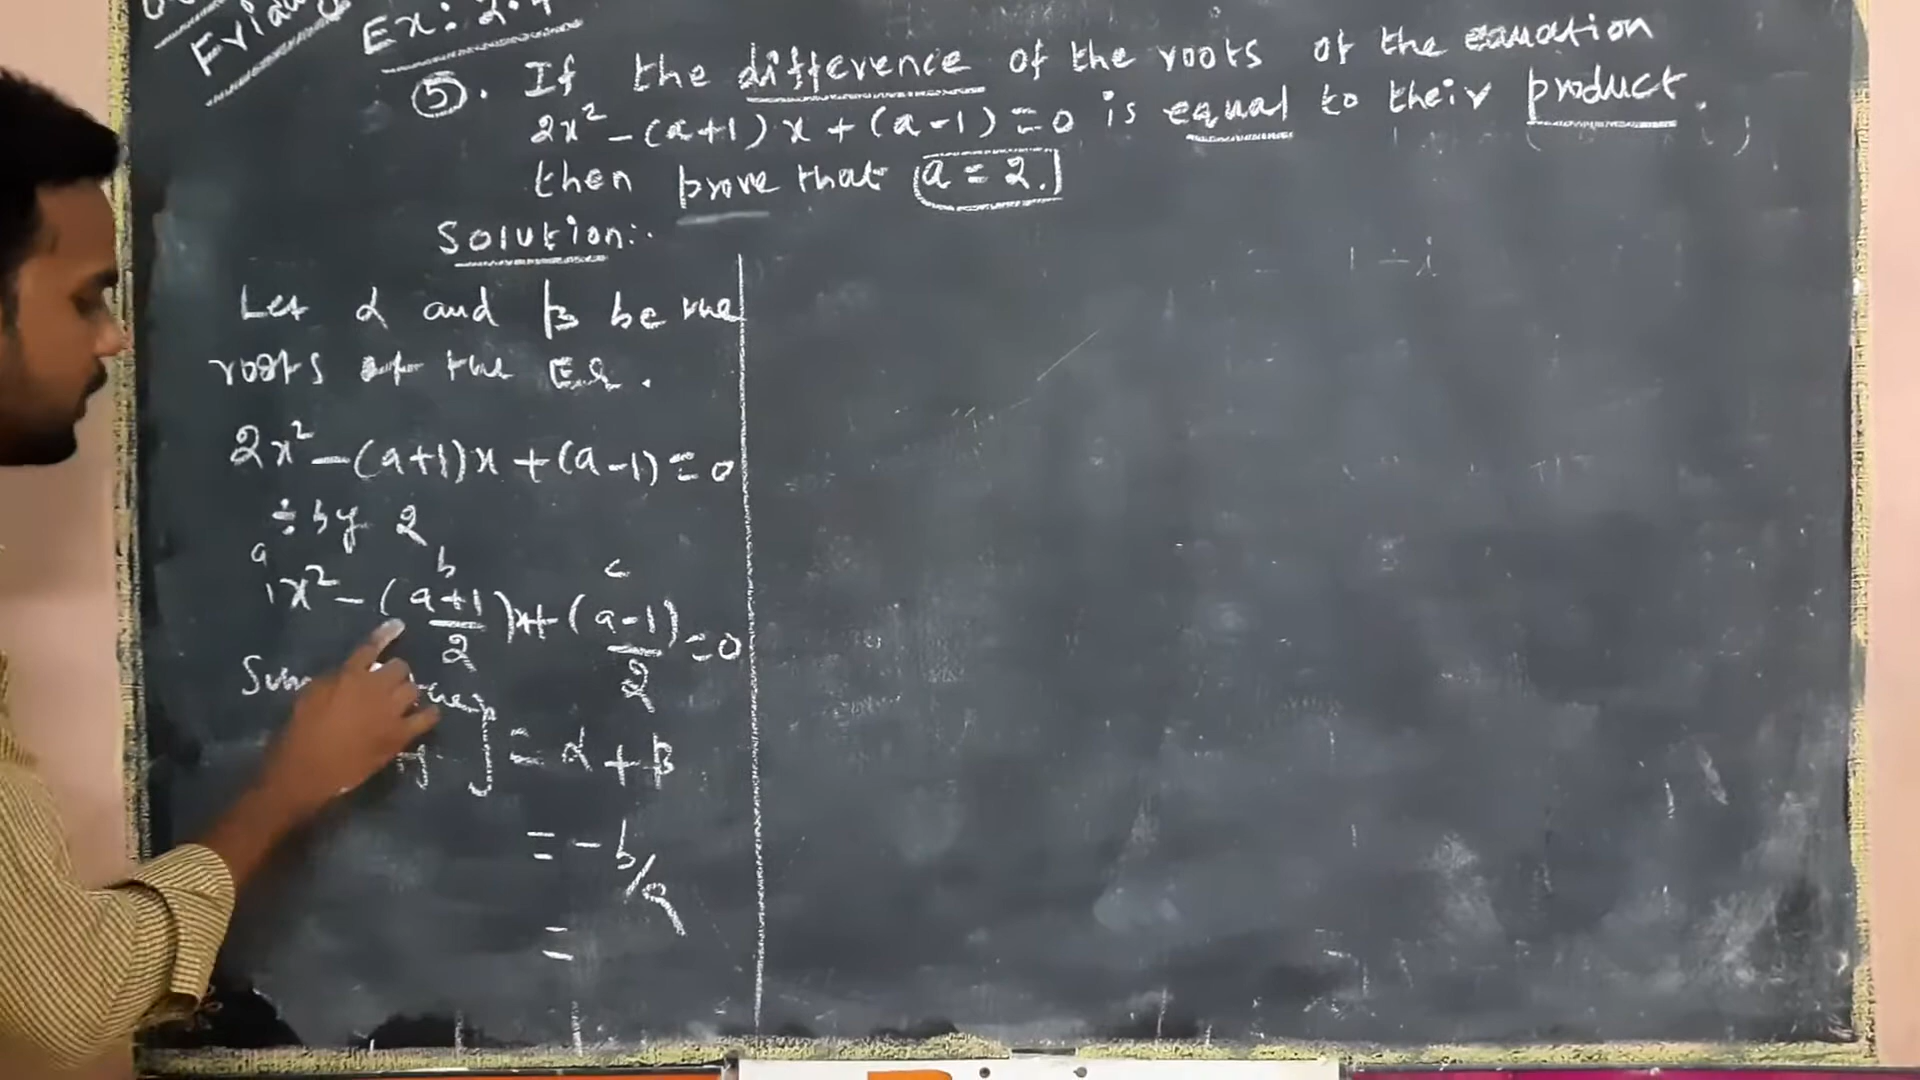 Friday
Ex: 2.4
5. If the difference of the roots of the equation
2x² - (a+1)x + (a-1) = 0 is equal to their product.
then prove that a = 2.
Solution:.
Let α and β be the
roots of the EQ.
2x² - (a+1)x + (a-1) = 0
÷ by 2
a b c
1x² - (a+1/2)x + (a-1/2) = 0
= α + β
= -b/a
=